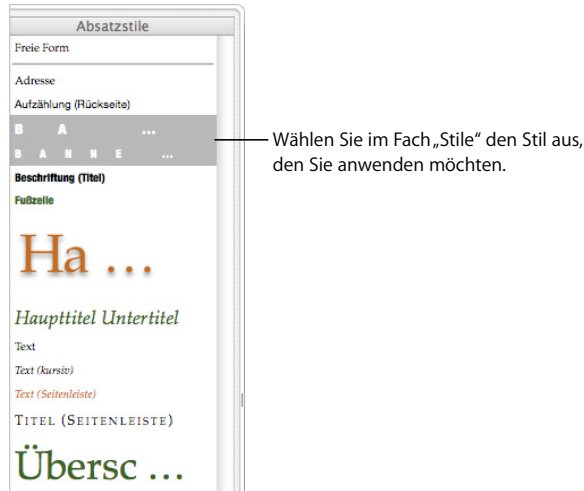 Absatzstile
Freie Form
Adresse
Aufzählung (Rückseite)
B A ...
B A N N E ...
Wählen Sie im Fach „Stile“ den Stil aus,
den Sie anwenden möchten.
Beschriftung (Titel)
Fußzeile
Ha ...
Haupttitel Untertitel
Text
Text (kursiv)
Text (Seitenleiste)
TITEL (SEITENLEISTE)
Übersc ...